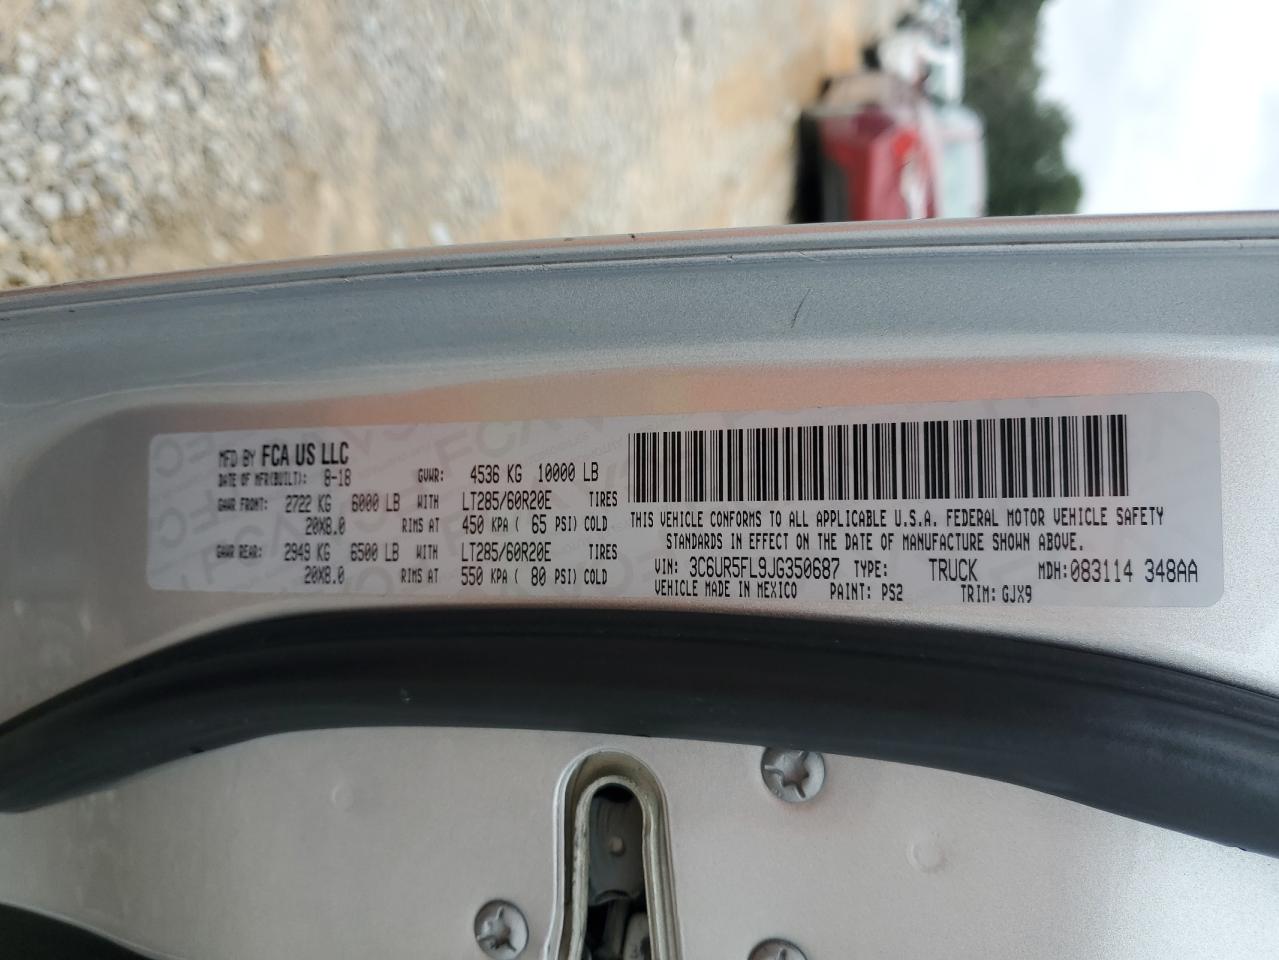 MFD BY FCA US LLC
DATE OF MFR(BUILT): 8-18 GVWR: 4536 KG 10000 LB
GAWR FRONT: 2722 KG 6000 LB WITH LT285/60R20E TIRES
20X8.0 RIMS AT 450 KPA ( 65 PSI) COLD
GAWR REAR: 2949 KG 6500 LB WITH LT285/60R20E TIRES
20X8.0 RIMS AT 550 KPA ( 80 PSI) COLD
THIS VEHICLE CONFORMS TO ALL APPLICABLE U.S.A. FEDERAL MOTOR VEHICLE SAFETY
STANDARDS IN EFFECT ON THE DATE OF MANUFACTURE SHOWN ABOVE.
VIN: 3C6UR5FL9JG350687 TYPE: TRUCK MDH: 083114 348AA
VEHICLE MADE IN MEXICO PAINT: PS2 TRIM: GJX9